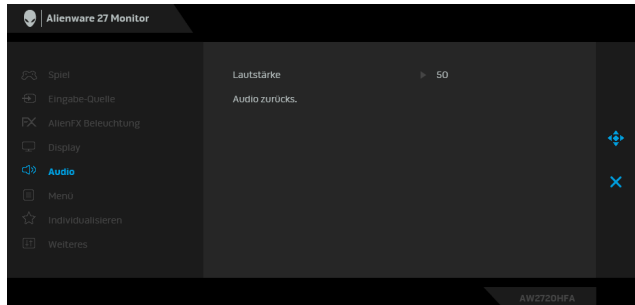 Alienware 27 Monitor
Spiel
Eingabe-Quelle
AlienFX Beleuchtung
Display
Audio
Menü
Individualisieren
Weiteres
Lautstärke 50
Audio zurücks.
AW2720HFA